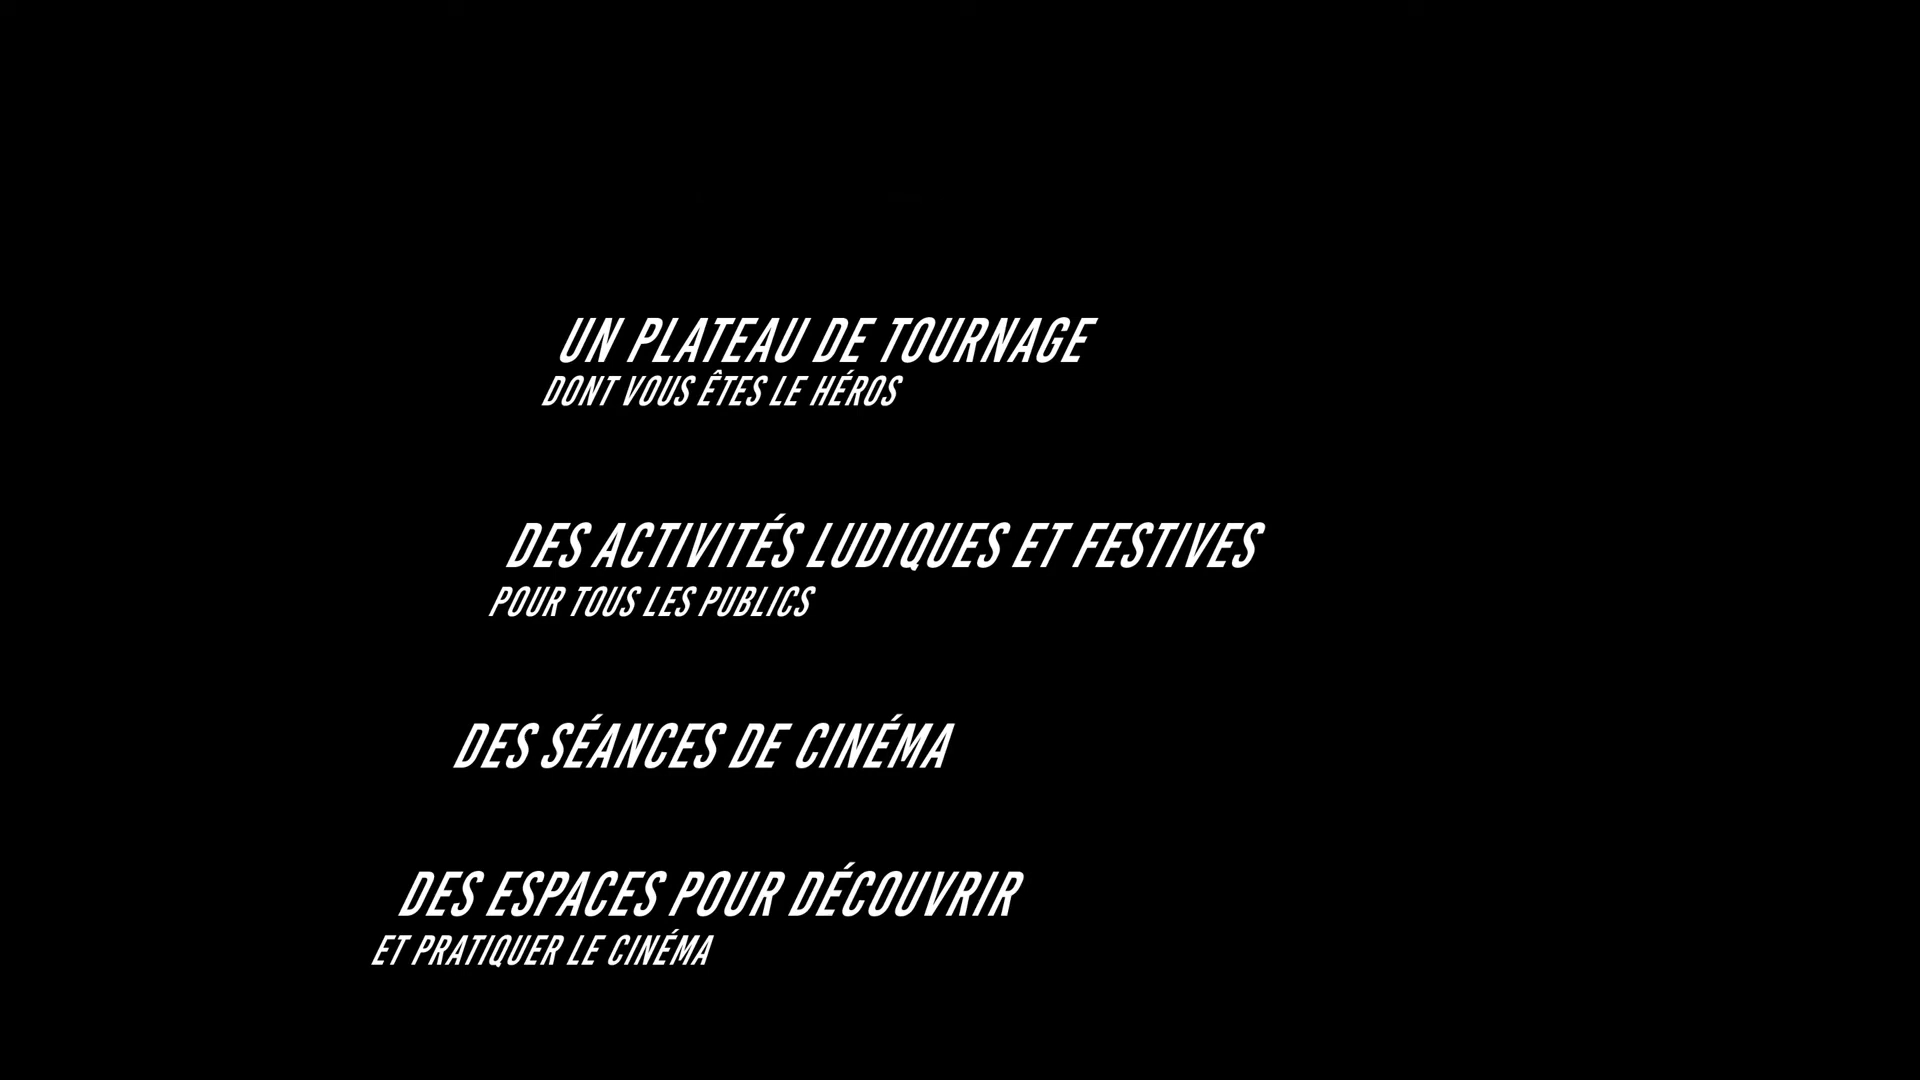 UN PLATEAU DE TOURNAGE
DONT VOUS ÊTES LE HÉROS
DES ACTIVITÉS LUDIQUES ET FESTIVES
POUR TOUS LES PUBLICS
DES SÉANCES DE CINÉMA
DES ESPACES POUR DÉCOUVRIR
ET PRATIQUER LE CINÉMA